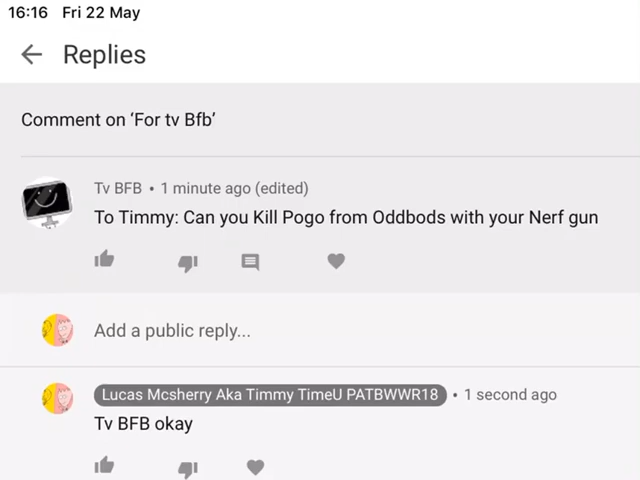 16:16 Fri 22 May
Replies
Comment on ‘For tv Bfb’
Tv BFB • 1 minute ago (edited)
To Timmy: Can you Kill Pogo from Oddbods with your Nerf gun
Add a public reply...
Lucas Mcsherry Aka Timmy TimeU PATBWWR18 • 1 second ago
Tv BFB okay